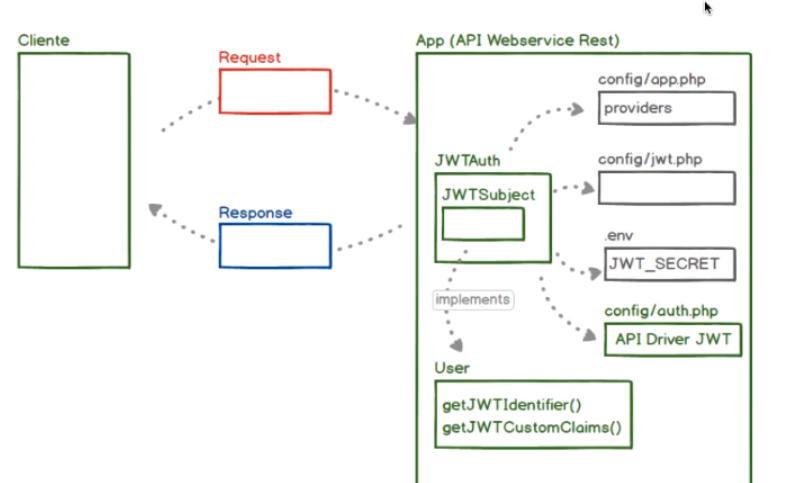 Cliente
Request
Response
App (API Webservice Rest)
config/app.php
providers
JWTAuth
JWTSubject
config/jwt.php
.env
JWT_SECRET
implements
config/auth.php
API Driver JWT
User
getJWTIdentifier()
getJWTCustomClaims()